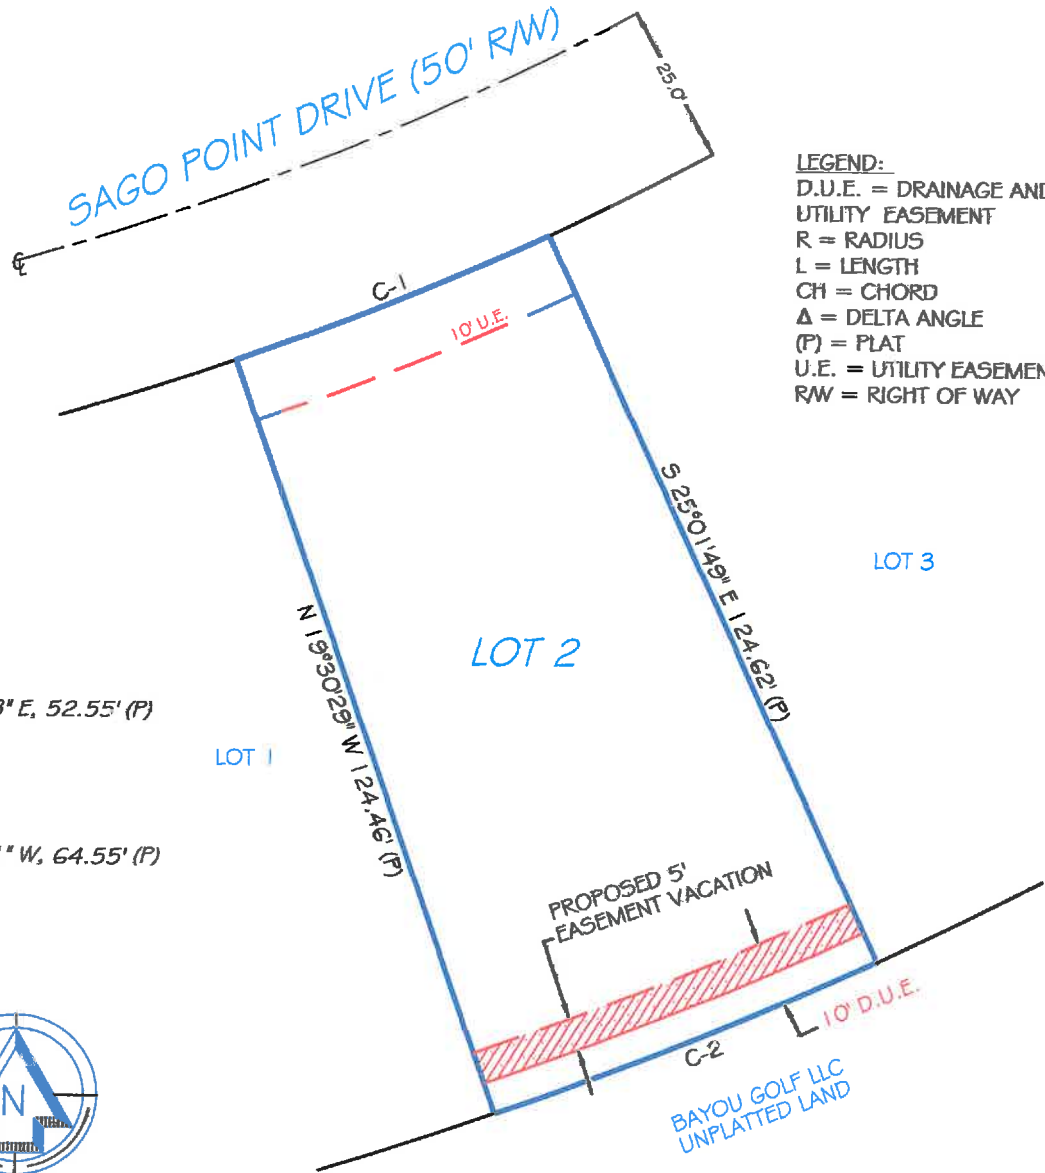 SAGO POINT DRIVE (50' R/W)
25.0'
LEGEND:
D.U.E. = DRAINAGE AND
UTILITY EASEMENT
R = RADIUS
L = LENGTH
CH = CHORD
Δ = DELTA ANGLE
(P) = PLAT
U.E. = UTILITY EASEMEN
R/W = RIGHT OF WAY
C-1
10' U.E.
S 25°01'49" E 124.62' (P)
LOT 3
N 19°30'29" W 124.46' (P)
LOT 2
" E, 52.55' (P)
LOT 1
" W, 64.55' (P)
PROPOSED 5'
EASEMENT VACATION
10' D.U.E.
C-2
BAYOU GOLF LLC
UNPLATTED LAND
N